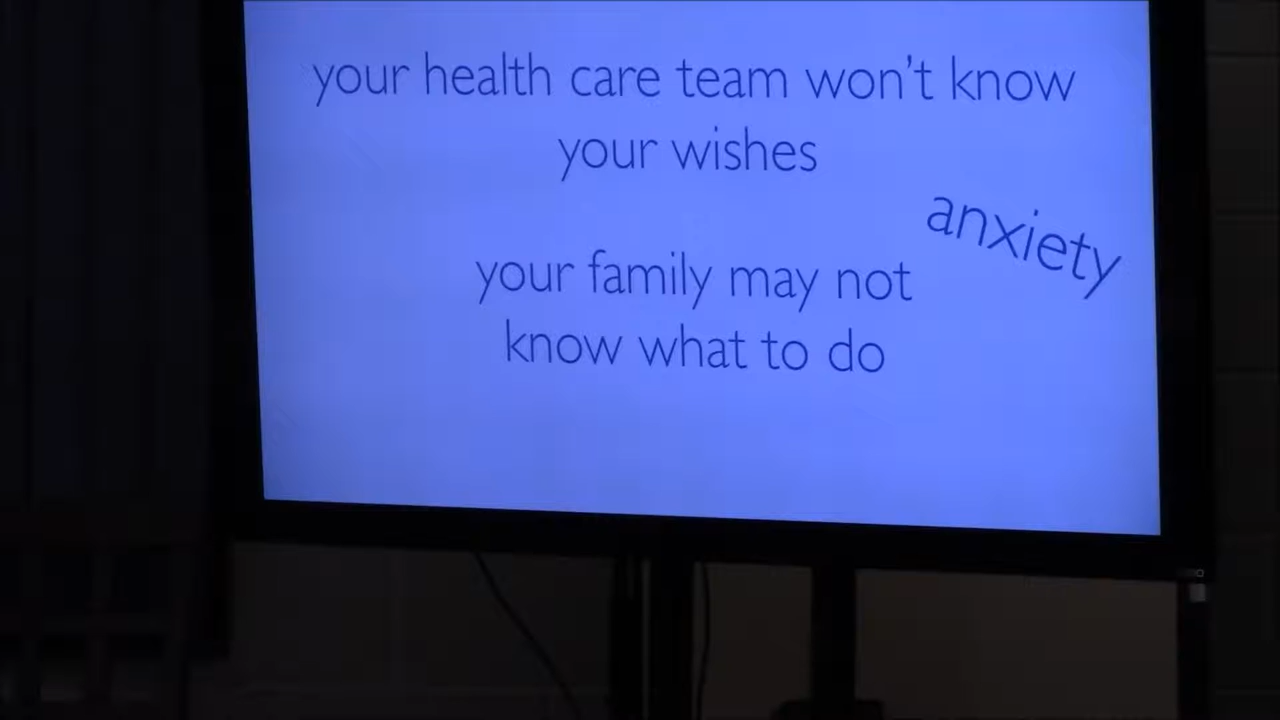 your health care team won't know
your wishes
anxiety
your family may not
know what to do